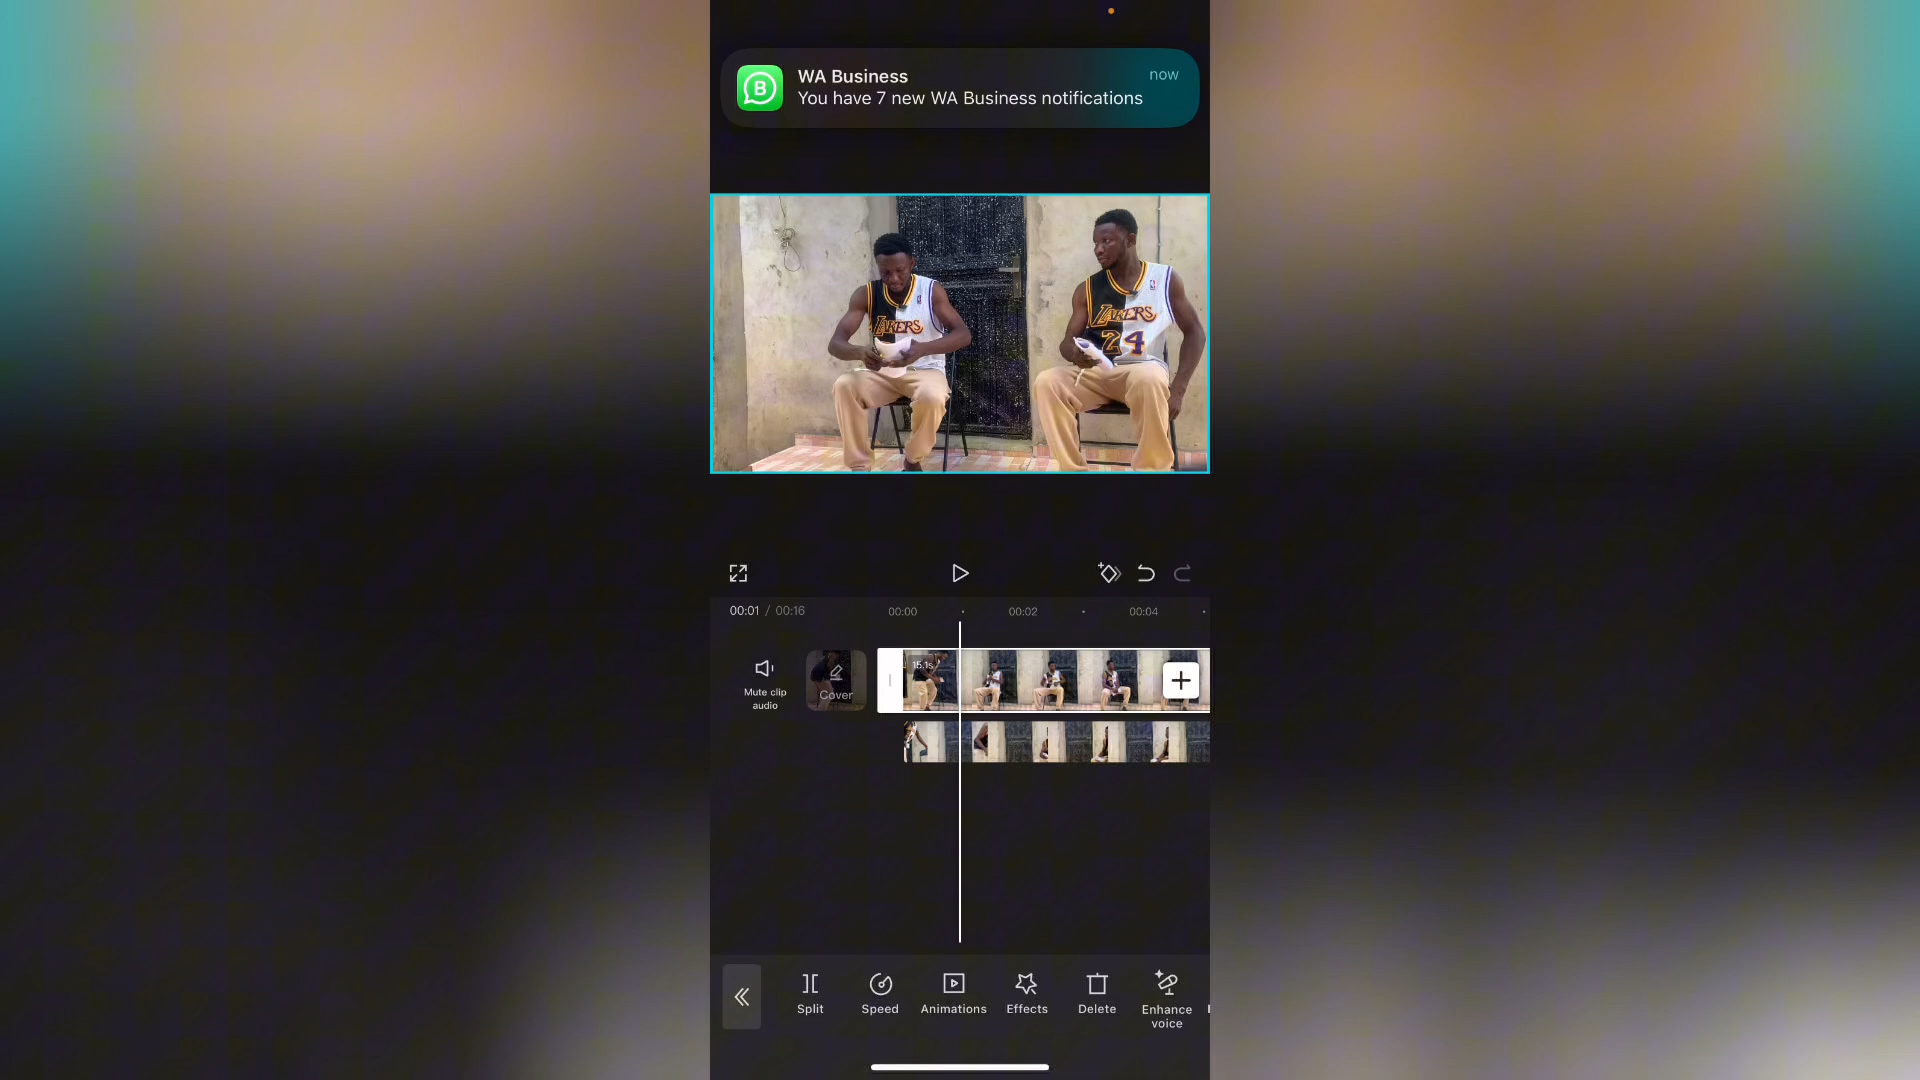 WA Business
now
You have 7 new WA Business notifications
LAKERS
LAKERS
24
00:01 / 00:16
00:00
00:02
00:04
15.1s
Mute clip
audio
Cover
Split
Speed
Animations
Effects
Delete
Enhance
voice